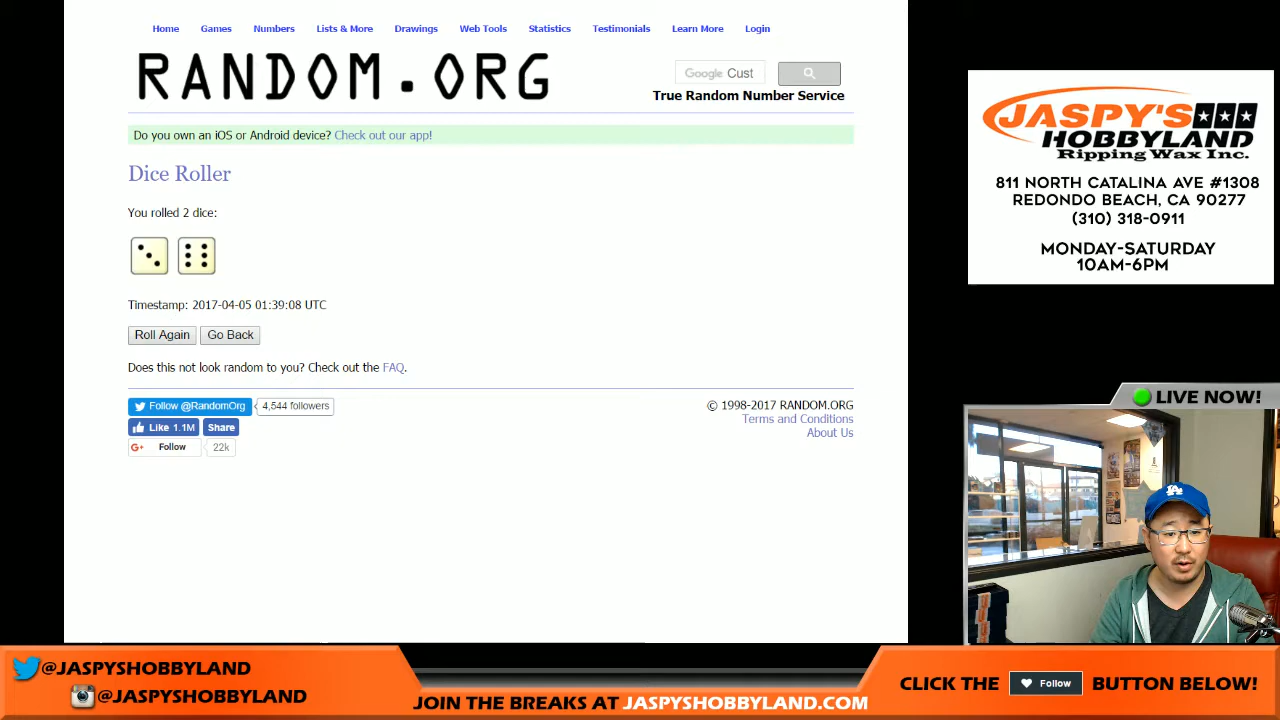 Home Games Numbers Lists & More Drawings Web Tools Statistics Testimonials Learn More Login
RANDOM.ORG
Google Cust
True Random Number Service
Do you own an iOS or Android device? Check out our app!
Dice Roller
You rolled 2 dice:
Timestamp: 2017-04-05 01:39:08 UTC
Roll Again Go Back
Does this not look random to you? Check out the FAQ.
Follow @RandomOrg 4,544 followers
Like 1.1M Share
G+ Follow 22k
© 1998-2017 RANDOM.ORG
Terms and Conditions
About Us
JASPY'S
HOBBYLAND
Ripping Wax Inc.
811 NORTH CATALINA AVE #1308
REDONDO BEACH, CA 90277
(310) 318-0911
MONDAY-SATURDAY
10AM-6PM
LIVE NOW!
LA
@JASPYSHOBBYLAND
@JASPYSHOBBYLAND
JOIN THE BREAKS AT JASPYSHOBBYLAND.COM
CLICK THE Follow BUTTON BELOW!